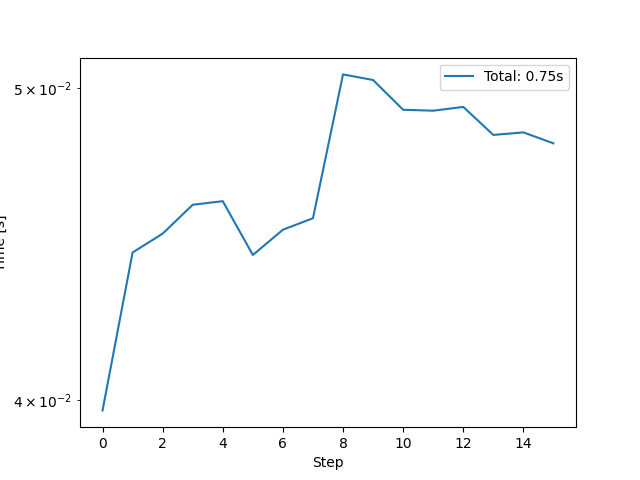 Total: 0.75s
5 × 10⁻²
4 × 10⁻²
Time [s]
0 2 4 6 8 10 12 14
Step